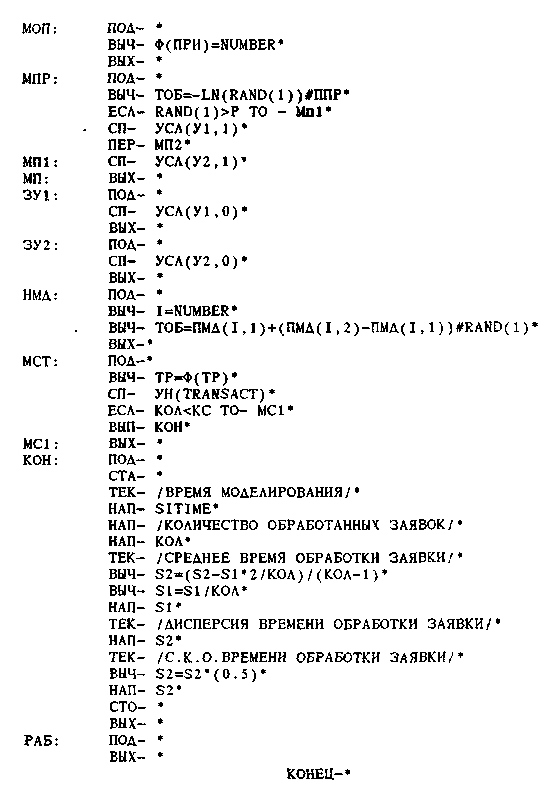 МОП: ПОД- *
ВЫЧ- Ф(ПРИ)=NUMBER*
ВЫХ- *
МПР: ПОД- *
ВЫЧ- ТОБ=-LN(RAND(1))#ППР*
ЕСЛ- RAND(1)>P ТО - Мп1*
СП- УСЛ(У1,1)*
ПЕР- МП2*
МП1: СП- УСЛ(У2,1)*
МП: ВЫХ- *
ЗУ1: ПОД- *
СП- УСЛ(У1,0)*
ВЫХ- *
ЗУ2: ПОД- *
СП- УСЛ(У2,0)*
ВЫХ- *
НМД: ПОД- *
ВЫЧ- I=NUMBER*
ВЫЧ- ТОБ=ПМД(I,1)+(ПМД(I,2)-ПМД(I,1))#RAND(1)*
ВЫХ-*
МСТ: ПОД-*
ВЫЧ- ТР=Ф(ТР)*
СП- УН(TRANSACT)*
ЕСЛ- КОЛ<КС ТО- МС1*
ВЫП- КОН*
МС1: ВЫХ- *
КОН: ПОД- *
СТА- *
ТЕК- /ВРЕМЯ МОДЕЛИРОВАНИЯ/*
НАП- SITIME*
НАП- /КОЛИЧЕСТВО ОБРАБОТАННЫХ ЗАЯВОК/*
НАП- КОЛ*
ТЕК- /СРЕДНЕЕ ВРЕМЯ ОБРАБОТКИ ЗАЯВКИ/*
ВЫЧ- S2=(S2-S1*2/КОЛ)/(КОЛ-1)*
ВЫЧ- S1=S1/КОЛ*
НАП- S1*
ТЕК- /ДИСПЕРСИЯ ВРЕМЕНИ ОБРАБОТКИ ЗАЯВКИ/*
НАП- S2*
ТЕК- /С.К.О.ВРЕМЕНИ ОБРАБОТКИ ЗАЯВКИ/*
ВЫЧ- S2=S2*(0.5)*
НАП- S2*
СТО- *
ВЫХ- *
РАБ: ПОД- *
ВЫХ- *
КОНЕЦ-*